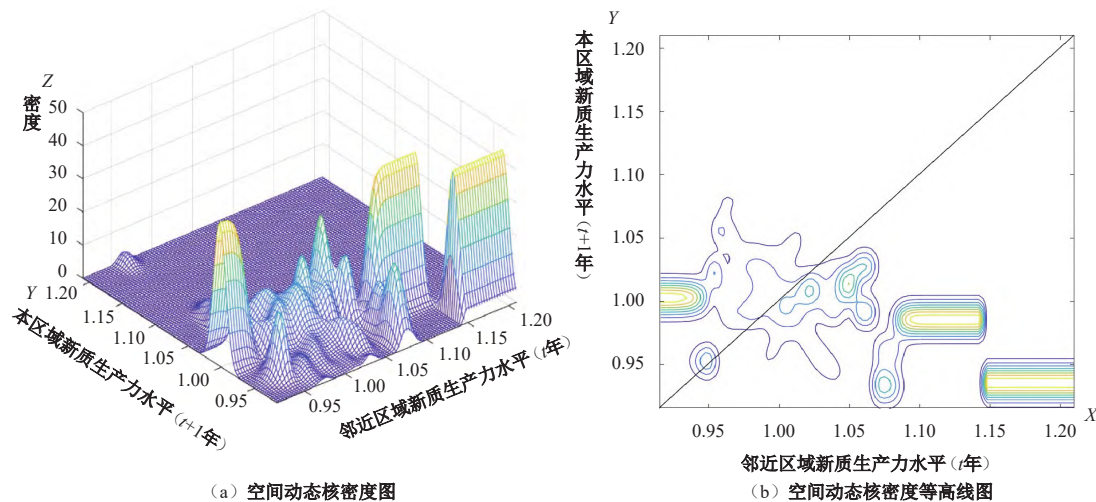 Z
密度
50
40
30
20
10
0
Y
1.20
1.15
1.10
1.05
1.00
0.95
本区域新质生产力水平(t+1年)
0.95
1.00
1.05
1.10
1.15
1.20
邻近区域新质生产力水平(t年)
(a) 空间动态核密度图
Y
本区域新质生产力水平(t+1年)
1.20
1.15
1.10
1.05
1.00
0.95
0.95 1.00 1.05 1.10 1.15 1.20
X
邻近区域新质生产力水平(t年)
(b) 空间动态核密度等高线图